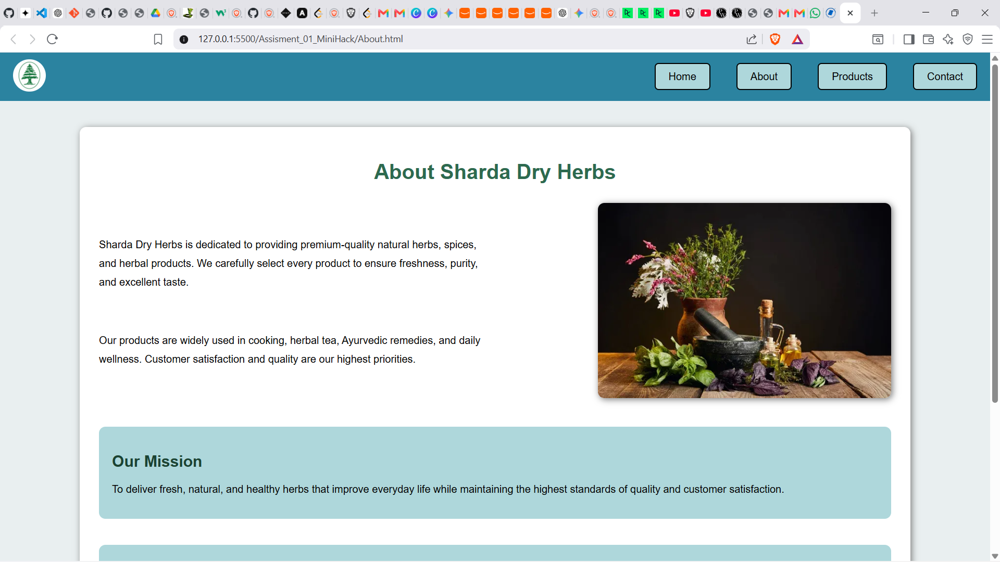 127.0.0.1:5500/Assisment_01_MiniHack/About.html
Home
About
Products
Contact
About Sharda Dry Herbs
Sharda Dry Herbs is dedicated to providing premium-quality natural herbs, spices,
and herbal products. We carefully select every product to ensure freshness, purity,
and excellent taste.
Our products are widely used in cooking, herbal tea, Ayurvedic remedies, and daily
wellness. Customer satisfaction and quality are our highest priorities.
Our Mission
To deliver fresh, natural, and healthy herbs that improve everyday life while maintaining the highest standards of quality and customer satisfaction.